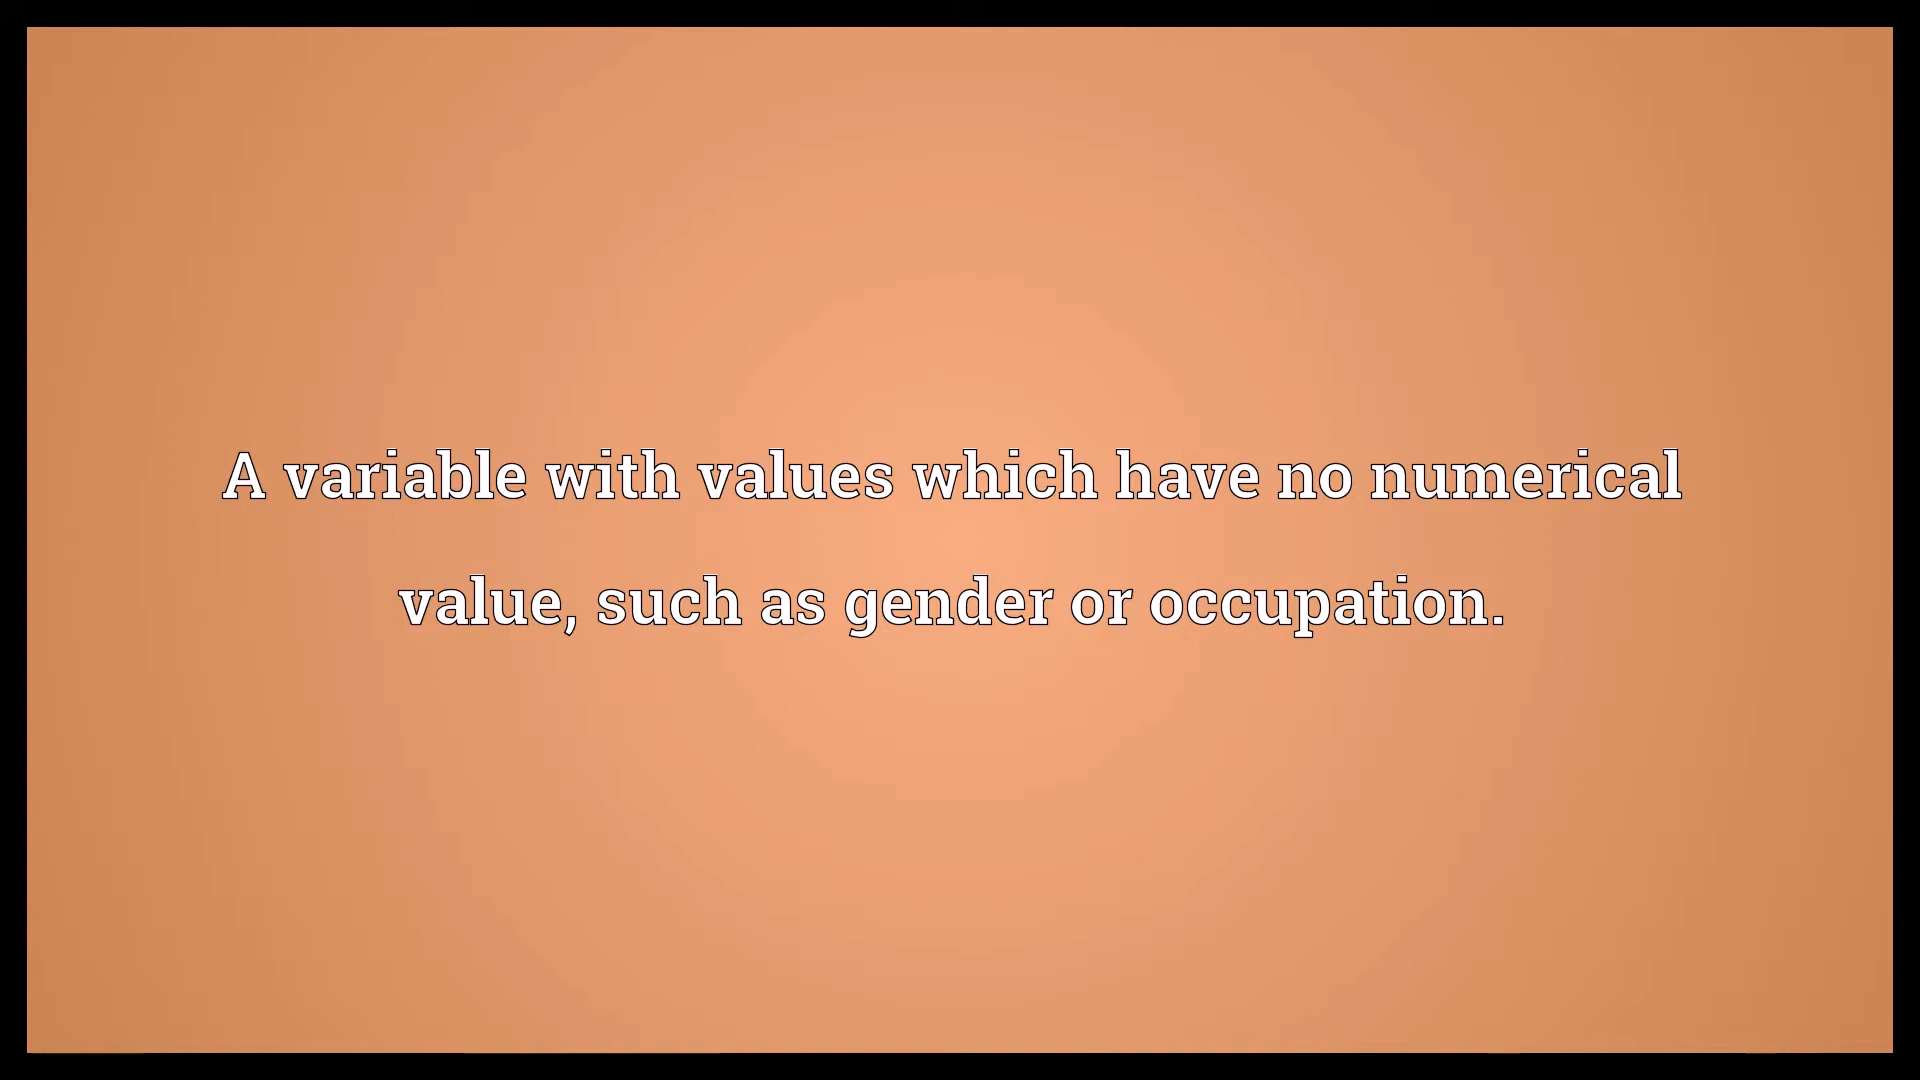 A variable with values which have no numerical
value, such as gender or occupation.